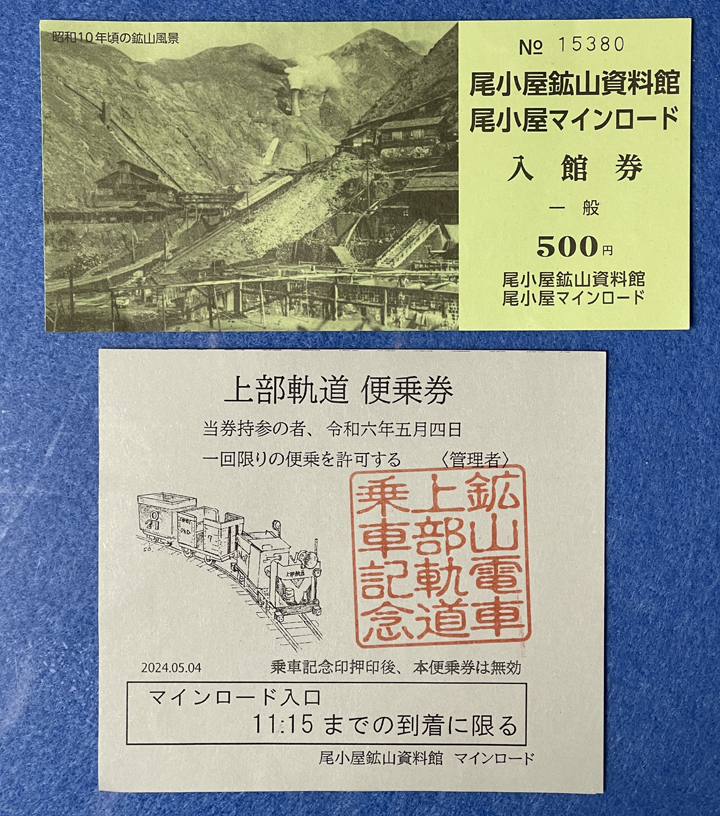 昭和10年頃の鉱山風景
№ 15380
尾小屋鉱山資料館
尾小屋マインロード
入館券
一般
500円
尾小屋鉱山資料館
尾小屋マインロード
上部軌道 便乗券
当券持参の者、令和六年五月四日
一回限りの便乗を許可する 〈管理者〉
鉱山電車
上部軌道
乗車記念
上部軌道
2024.05.04
乗車記念印押印後、本便乗券は無効
マインロード入口
11:15 までの到着に限る
尾小屋鉱山資料館 マインロード